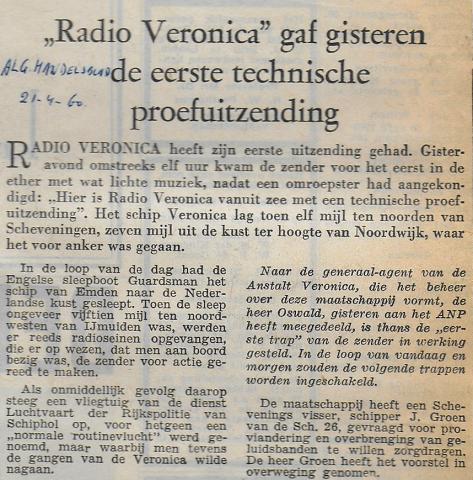 „Radio Veronica” gaf gisteren
ALG. HANDELSBLAD
de eerste technische
21-4-60
proefuitzending
RADIO VERONICA heeft zijn eerste uitzending gehad. Gister-
avond omstreeks elf uur kwam de zender voor het eerst in de
ether met wat lichte muziek, nadat een omroepster had aangekon-
digd: „Hier is Radio Veronica vanuit zee met een technische proef-
uitzending”. Het schip Veronica lag toen elf mijl ten noorden van
Scheveningen, zeven mijl uit de kust ter hoogte van Noordwijk, waar
het voor anker was gegaan.
In de loop van de dag had de
Engelse sleepboot Guardsman het
schip van Emden naar de Neder-
landse kust gesleept. Toen de sleep
ongeveer vijftien mijl ten noord-
westen van IJmuiden was, werden
er reeds radioseinen opgevangen,
die er op wezen, dat men aan boord
bezig was, de zender voor actie ge-
reed te maken.
Als onmiddellijk gevolg daarop
steeg een vliegtuig van de dienst
Luchtvaart der Rijkspolitie van
Schiphol op, voor hetgeen een
„normale routinevlucht” werd ge-
noemd, maar waarbij men tevens
de gangen van de Veronica wilde
nagaan.
Naar de generaal-agent van de
Anstalt Veronica, die het beheer
over deze maatschappij vormt, de
heer Oswald, gisteren aan het ANP
heeft meegedeeld, is thans de „eer-
ste trap” van de zender in werking
gesteld. In de loop van vandaag en
morgen zouden de volgende trappen
worden ingeschakeld.
De maatschappij heeft een Sche-
venings visser, schipper J. Groen
van de Sch. 26, gevraagd voor pro-
viandering en overbrenging van ge-
luidsbanden te willen zorgdragen.
De heer Groen heeft het voorstel in
overweging genomen.